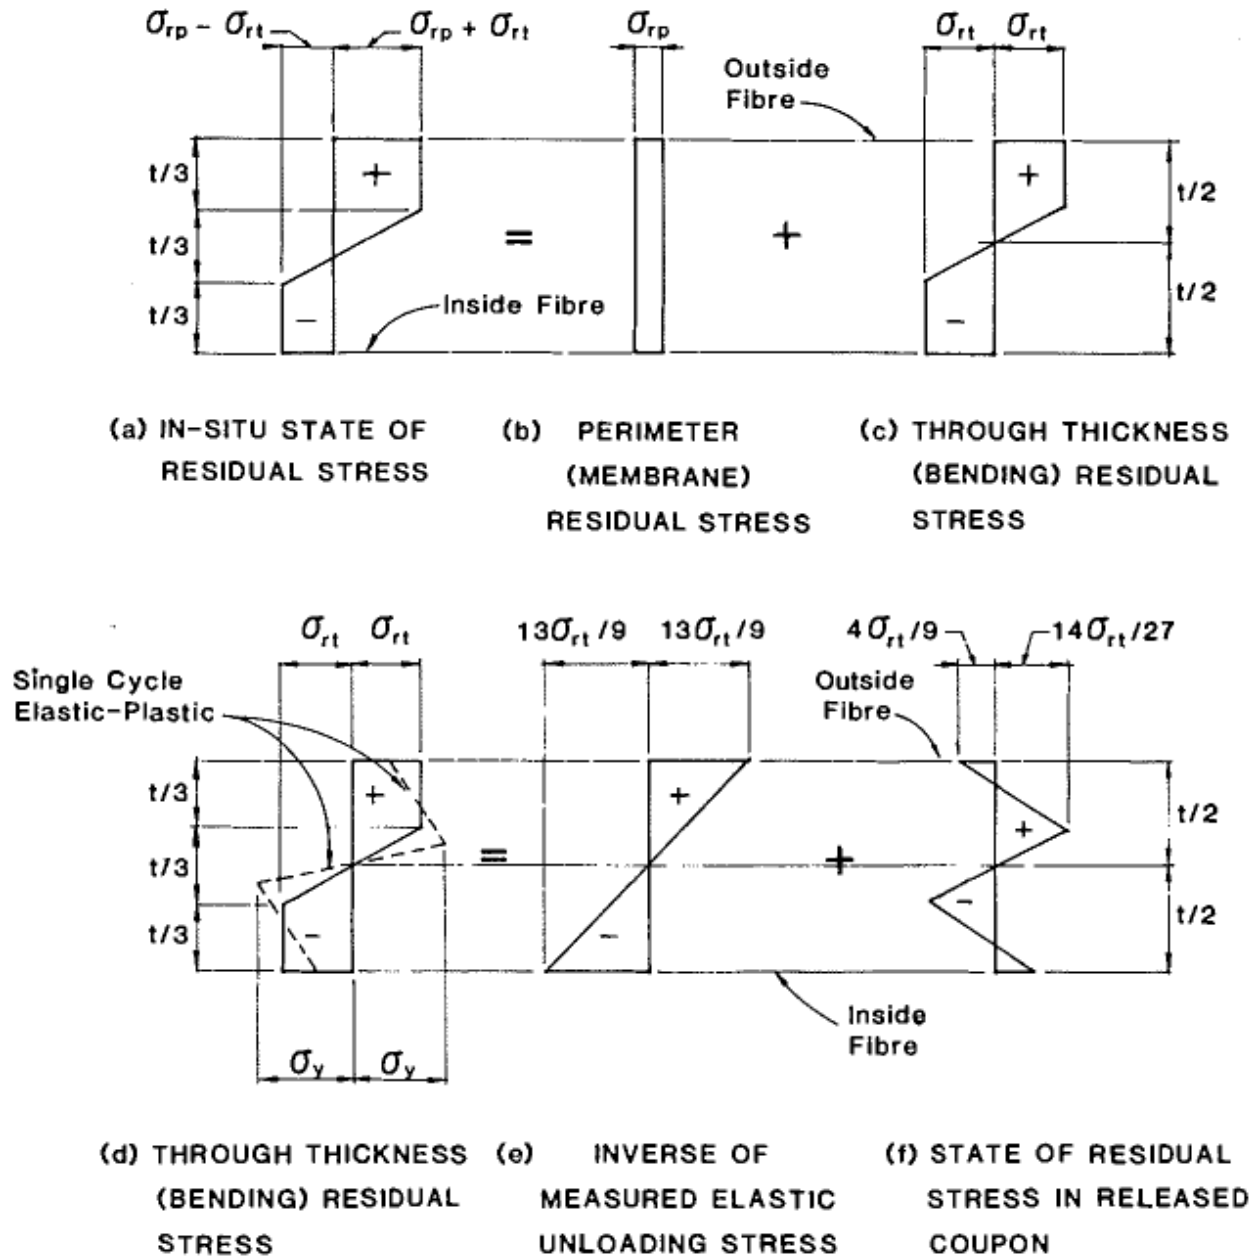 σrp − σrt σrp + σrt σrp σrt σrt
Outside
Fibre
t/3 + + t/2
t/3 = +
t/3 − Inside Fibre − t/2
(a) IN-SITU STATE OF (b) PERIMETER (c) THROUGH THICKNESS
RESIDUAL STRESS (MEMBRANE) (BENDING) RESIDUAL
RESIDUAL STRESS STRESS
σrt σrt 13σrt/9 13σrt/9 4σrt/9 14σrt/27
Single Cycle
Elastic-Plastic
Outside
Fibre
t/3 + + + t/2
t/3 = +
t/3 − − − t/2
Inside
Fibre
σy σy
(d) THROUGH THICKNESS (e) INVERSE OF (f) STATE OF RESIDUAL
(BENDING) RESIDUAL MEASURED ELASTIC STRESS IN RELEASED
STRESS UNLOADING STRESS COUPON